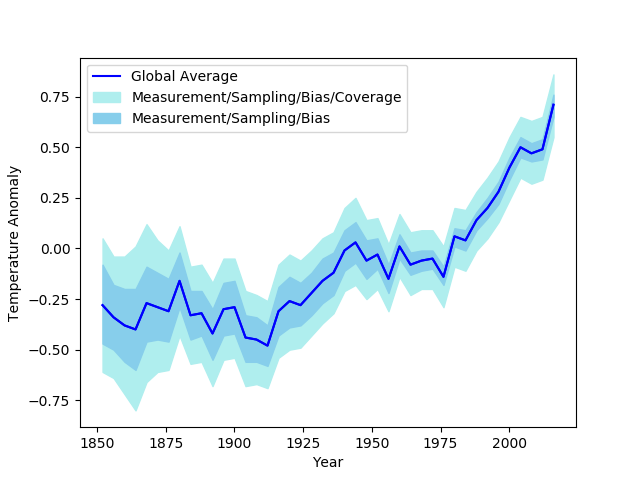 Global Average
Measurement/Sampling/Bias/Coverage
Measurement/Sampling/Bias
0.75
0.50
0.25
0.00
−0.25
−0.50
−0.75
Temperature Anomaly
1850 1875 1900 1925 1950 1975 2000
Year